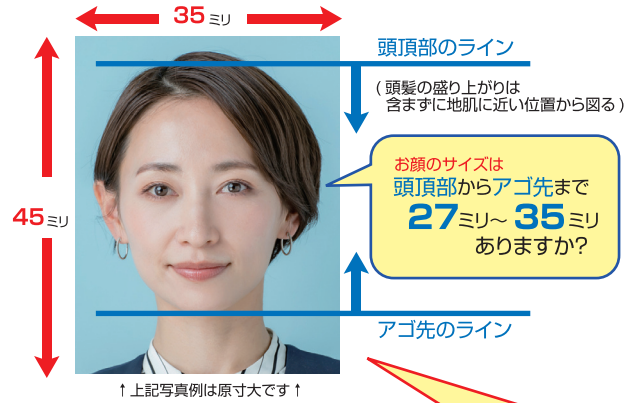 35ミリ
頭頂部のライン
(頭髪の盛り上がりは
含まずに地肌に近い位置から図る)
お顔のサイズは
頭頂部からアゴ先まで
27ミリ～35ミリ
ありますか?
45ミリ
アゴ先のライン
↑上記写真例は原寸大です↑